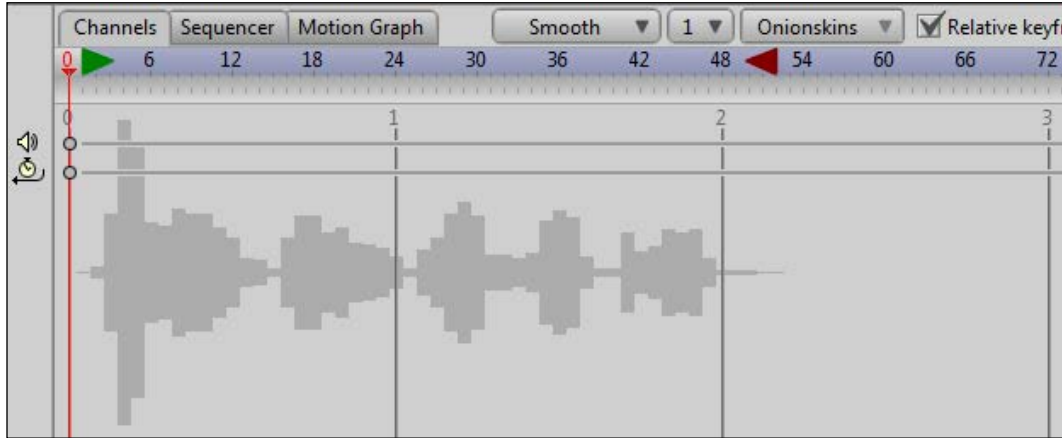 Channels Sequencer Motion Graph Smooth 1 Onionskins Relative keyfr
0 6 12 18 24 30 36 42 48 54 60 66 72
0 1 2 3